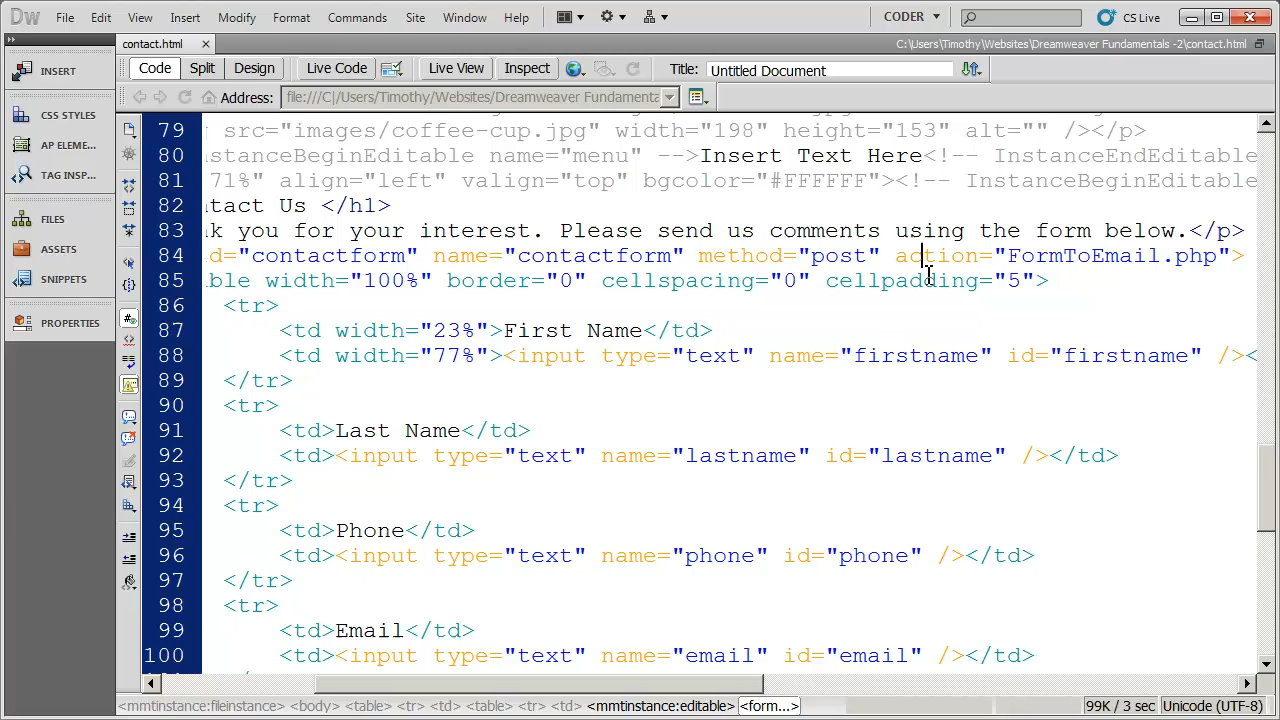 Dw File Edit View Insert Modify Format Commands Site Window Help CODER CS Live
contact.html × C:\Users\Timothy\Websites\Dreamweaver Fundamentals -2\contact.html
Code Split Design Live Code Live View Inspect Title: Untitled Document
Address: file:///C|/Users/Timothy/Websites/Dreamweaver Fundamenta
INSERT
CSS STYLES
AP ELEME...
TAG INSP...
FILES
ASSETS
SNIPPETS
PROPERTIES
79 src="images/coffee-cup.jpg" width="198" height="153" alt="" /></p>
80 nstanceBeginEditable name="menu" -->Insert Text Here<!-- InstanceEndEditable
81 71%" align="left" valign="top" bgcolor="#FFFFFF"><!-- InstanceBeginEditable
82 ntact Us </h1>
83 nk you for your interest. Please send us comments using the form below.</p>
84 d="contactform" name="contactform" method="post" action="FormToEmail.php">
85 ble width="100%" border="0" cellspacing="0" cellpadding="5">
86 <tr>
87 <td width="23%">First Name</td>
88 <td width="77%"><input type="text" name="firstname" id="firstname" /><
89 </tr>
90 <tr>
91 <td>Last Name</td>
92 <td><input type="text" name="lastname" id="lastname" /></td>
93 </tr>
94 <tr>
95 <td>Phone</td>
96 <td><input type="text" name="phone" id="phone" /></td>
97 </tr>
98 <tr>
99 <td>Email</td>
100 <td><input type="text" name="email" id="email" /></td>
<mmtinstance:fileinstance> <body> <table> <tr> <td> <table> <tr> <td> <mmtinstance:editable> <form...> 99K / 3 sec Unicode (UTF-8)